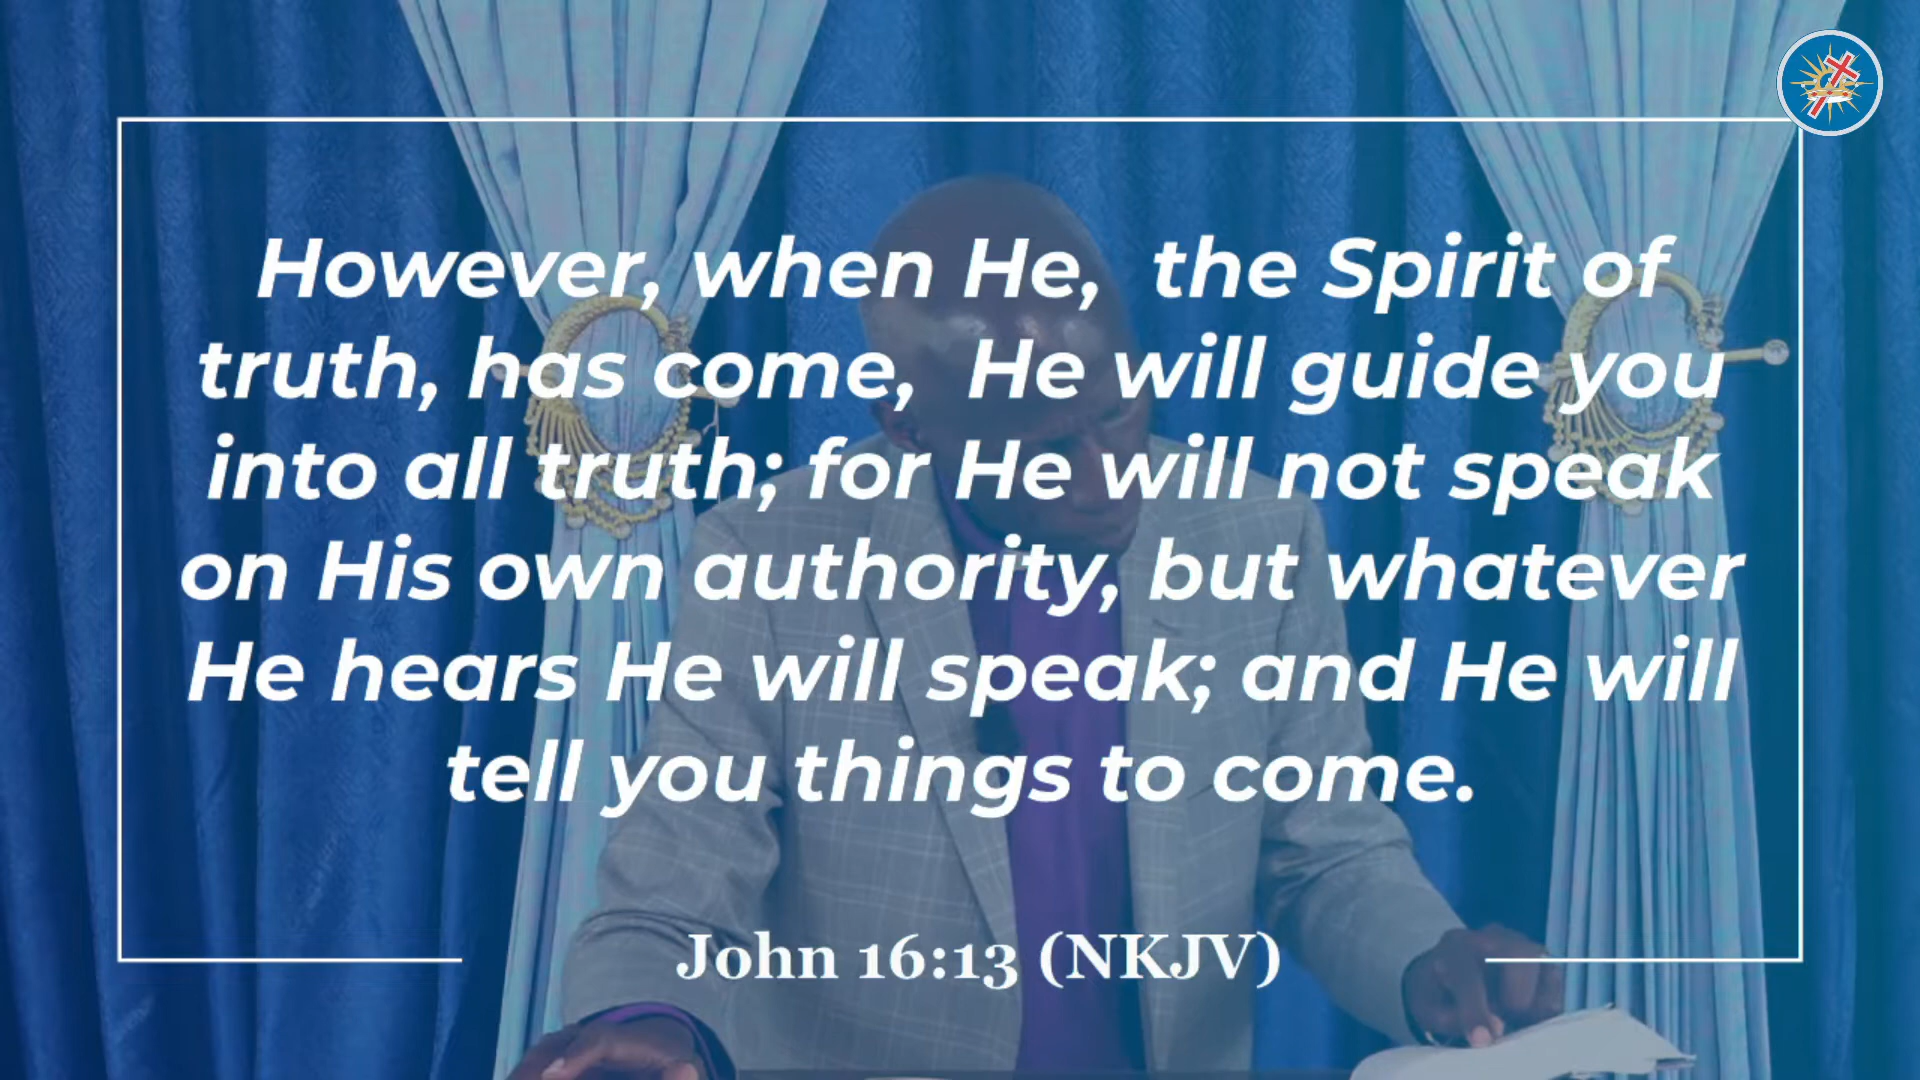 However, when He,  the Spirit of
truth, has come,  He will guide you
into all truth; for He will not speak
on His own authority, but whatever
He hears He will speak; and He will
tell you things to come.
John 16:13 (NKJV)